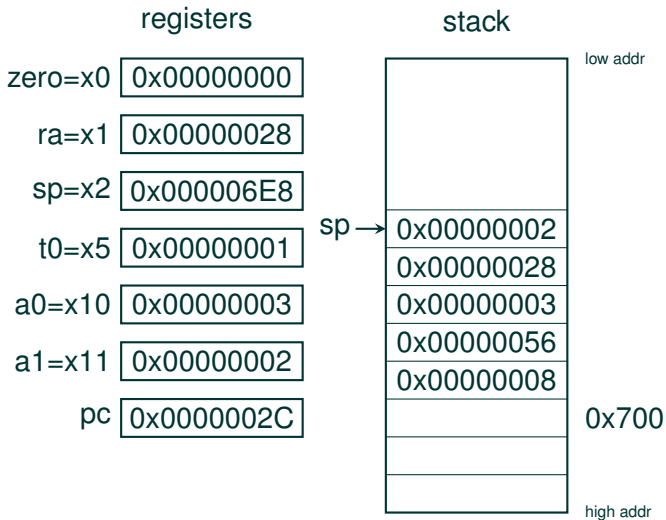 registers
zero=x0 0x00000000
ra=x1 0x00000028
sp=x2 0x000006E8
t0=x5 0x00000001
a0=x10 0x00000003
a1=x11 0x00000002
pc 0x0000002C
stack
low addr
sp 0x00000002
0x00000028
0x00000003
0x00000056
0x00000008
0x700
high addr